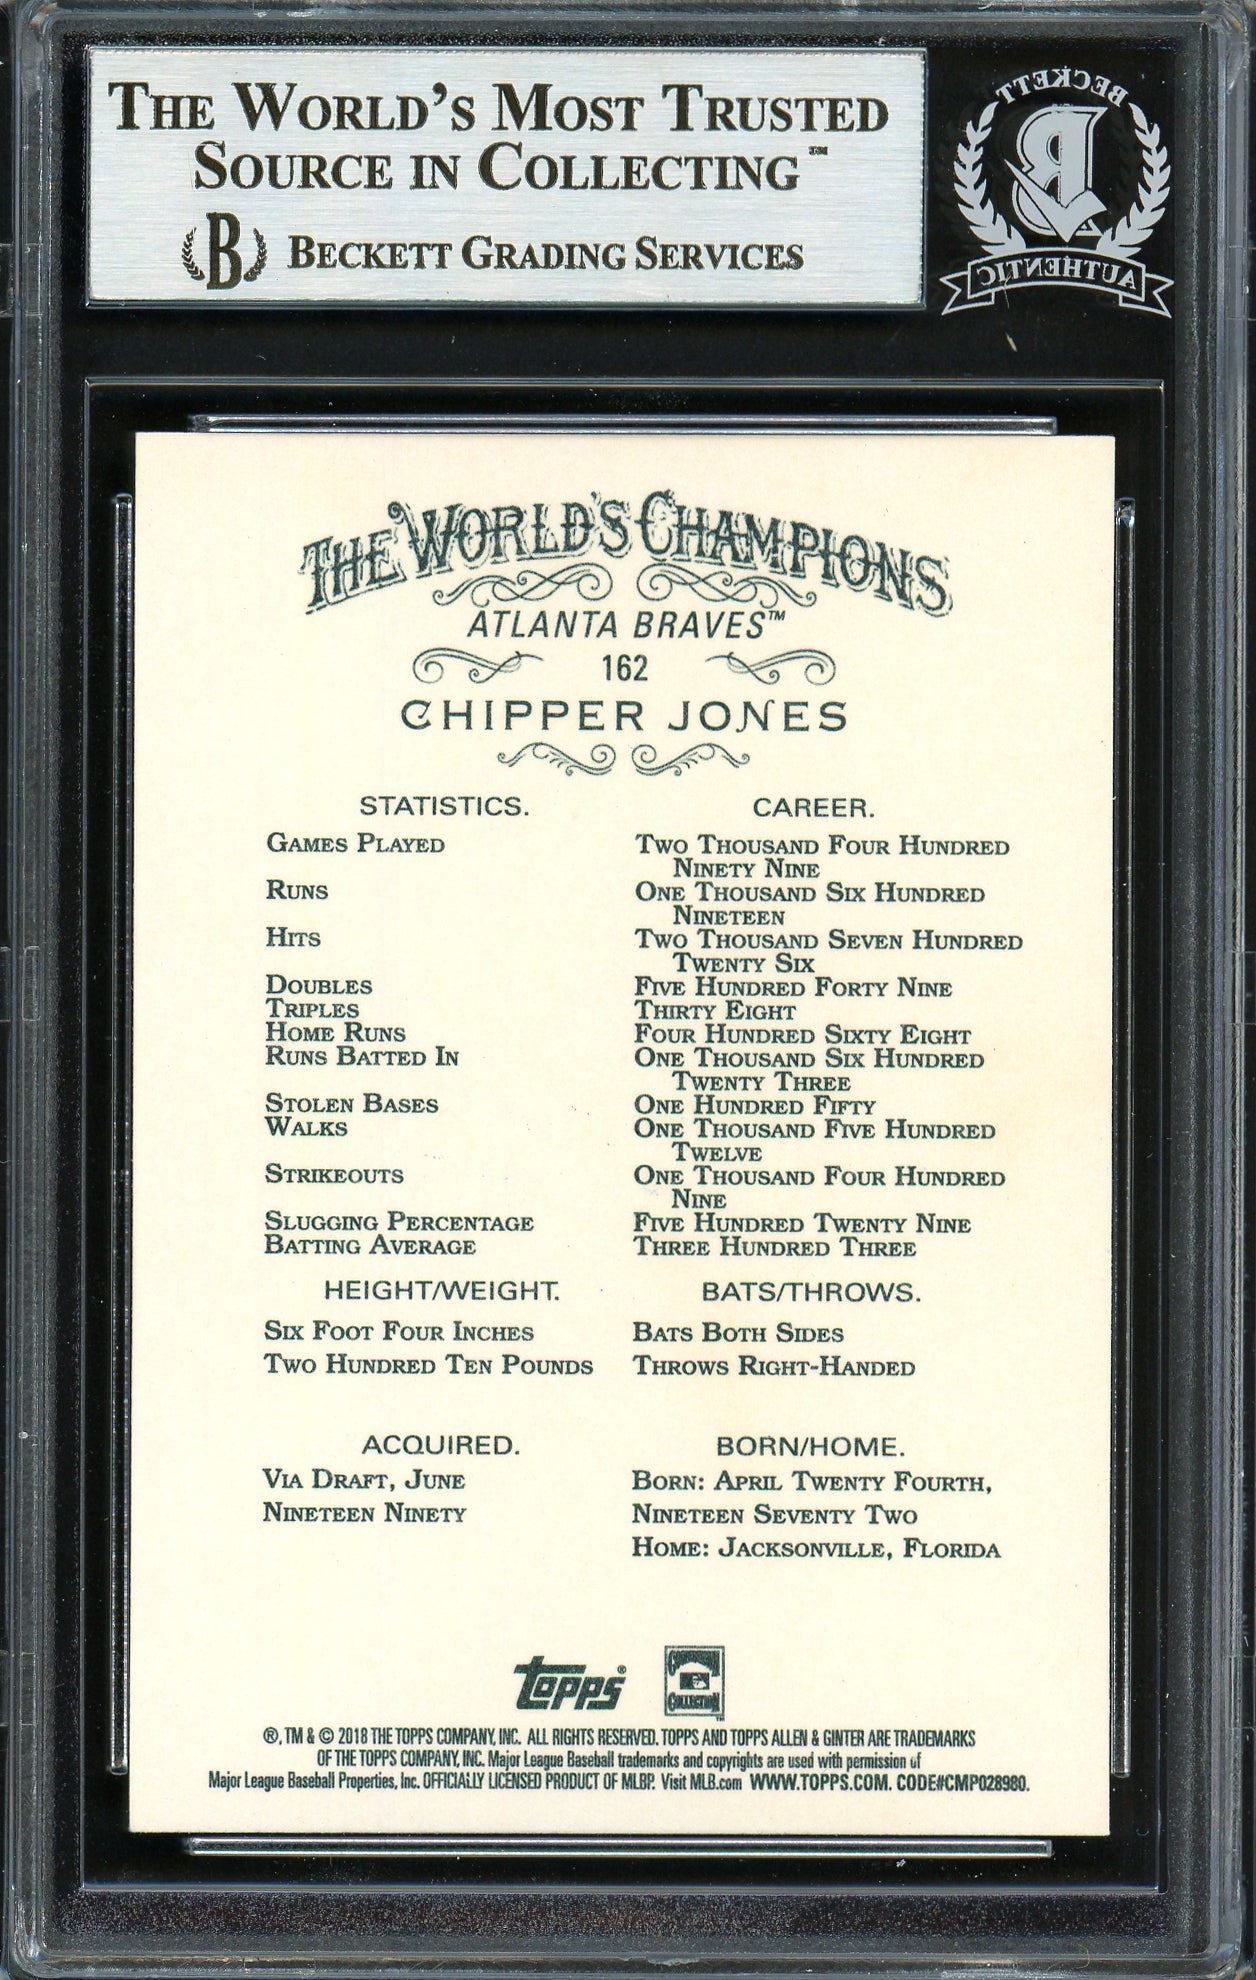 THE WORLD'S MOST TRUSTED
SOURCE IN COLLECTING™
B BECKETT GRADING SERVICES
BECKETT
B
AUTHENTIC
THE WORLD'S CHAMPIONS
ATLANTA BRAVES™
162
CHIPPER JONES
STATISTICS. CAREER.
GAMES PLAYED TWO THOUSAND FOUR HUNDRED
NINETY NINE
RUNS ONE THOUSAND SIX HUNDRED
NINETEEN
HITS TWO THOUSAND SEVEN HUNDRED
TWENTY SIX
DOUBLES FIVE HUNDRED FORTY NINE
TRIPLES THIRTY EIGHT
HOME RUNS FOUR HUNDRED SIXTY EIGHT
RUNS BATTED IN ONE THOUSAND SIX HUNDRED
TWENTY THREE
STOLEN BASES ONE HUNDRED FIFTY
WALKS ONE THOUSAND FIVE HUNDRED
TWELVE
STRIKEOUTS ONE THOUSAND FOUR HUNDRED
NINE
SLUGGING PERCENTAGE FIVE HUNDRED TWENTY NINE
BATTING AVERAGE THREE HUNDRED THREE
HEIGHT/WEIGHT. BATS/THROWS.
SIX FOOT FOUR INCHES BATS BOTH SIDES
TWO HUNDRED TEN POUNDS THROWS RIGHT-HANDED
ACQUIRED. BORN/HOME.
VIA DRAFT, JUNE BORN: APRIL TWENTY FOURTH,
NINETEEN NINETY NINETEEN SEVENTY TWO
HOME: JACKSONVILLE, FLORIDA
topps® COOPERSTOWN COLLECTION™
®, TM & © 2018 THE TOPPS COMPANY, INC. ALL RIGHTS RESERVED. TOPPS AND TOPPS ALLEN & GINTER ARE TRADEMARKS
OF THE TOPPS COMPANY, INC. Major League Baseball trademarks and copyrights are used with permission of
Major League Baseball Properties, Inc. OFFICIALLY LICENSED PRODUCT OF MLBP. Visit MLB.com WWW.TOPPS.COM. CODE#CMP028980.